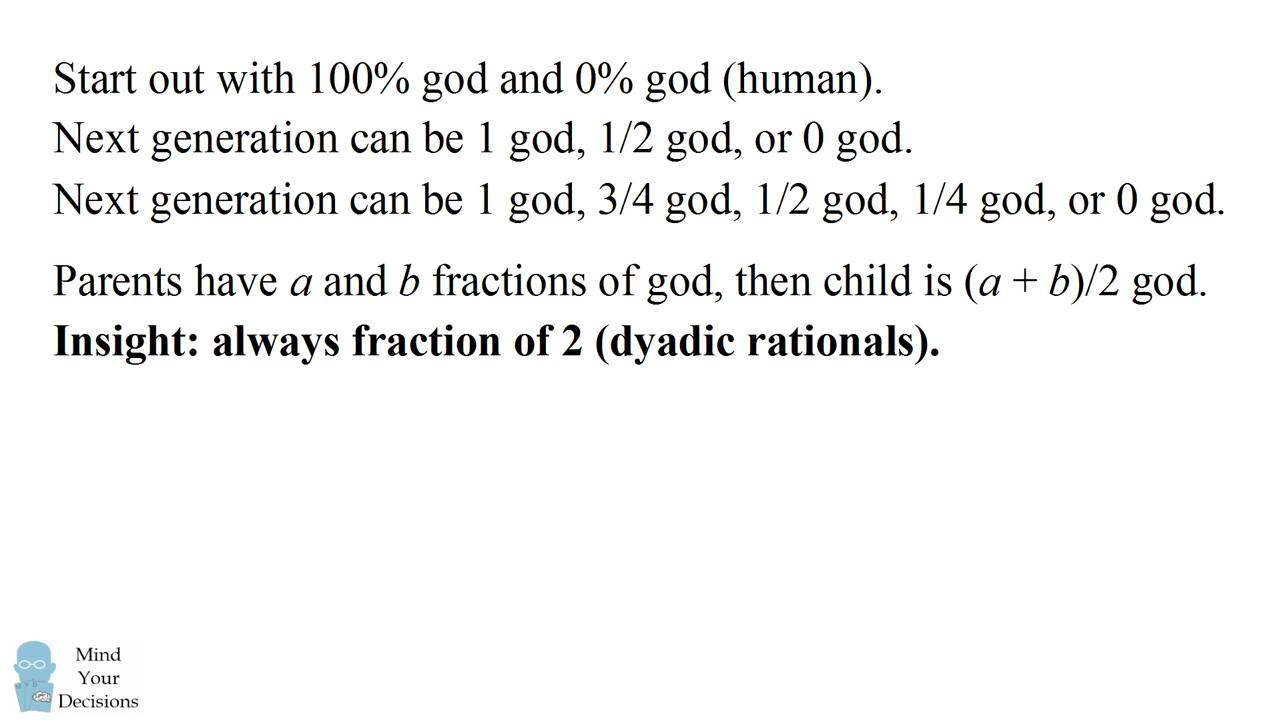 Start out with 100% god and 0% god (human).
Next generation can be 1 god, 1/2 god, or 0 god.
Next generation can be 1 god, 3/4 god, 1/2 god, 1/4 god, or 0 god.
Parents have a and b fractions of god, then child is (a + b)/2 god.
Insight: always fraction of 2 (dyadic rationals).
Mind
Your
Decisions